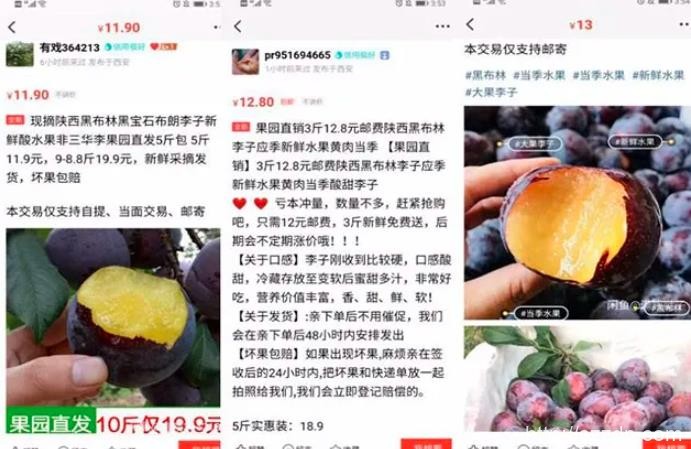 3:53
¥11.90
有戏364213 信用极好
6小时前来过 发布于西安
¥11.90 不讲价
全新 现摘陕西黑布林黑宝石布朗李子新
鲜酸水果非三华李果园直发5斤包 5斤
11.9元，9-8.8斤19.9元，新鲜采摘发
货，坏果包赔
本交易仅支持自提、当面交易、邮寄
果园直发 10斤仅19.9元
3:53
pr951694665 信用极好
1小时前来过 发布于西安
¥12.80 包邮 不讲价
全新 果园直销3斤12.8元邮费陕西黑布林
李子应季新鲜水果黄肉当季 【果园直
销】3斤12.8元邮费陕西黑布林李子应季
新鲜水果黄肉当季酸甜李子
❤ ❤ 亏本冲量，数量不多，赶紧抢购
吧，只需12元邮费，3斤新鲜免费送，后
期会不定期涨价哦！！！
【关于口感】李子刚收到比较硬，口感酸
甜，冷藏存放至变软后蜜甜多汁，非常好
吃，营养价值丰富，香、甜、鲜、软！
【关于发货】:亲下单后不用催促，我们
会在亲下单后48小时内安排发出
【坏果包赔】如果出现坏果,麻烦亲在签
收后的24小时内,把坏果和快递单放一起
拍照给我们,我们会立即登记赔偿的。
5斤实惠装：18.9
3:54
¥13
本交易仅支持邮寄
#黑布林 #当季水果 #当季水果 #新鲜水果
#大果李子
#大果李子
#新鲜水果
#当季水果
#黑布林